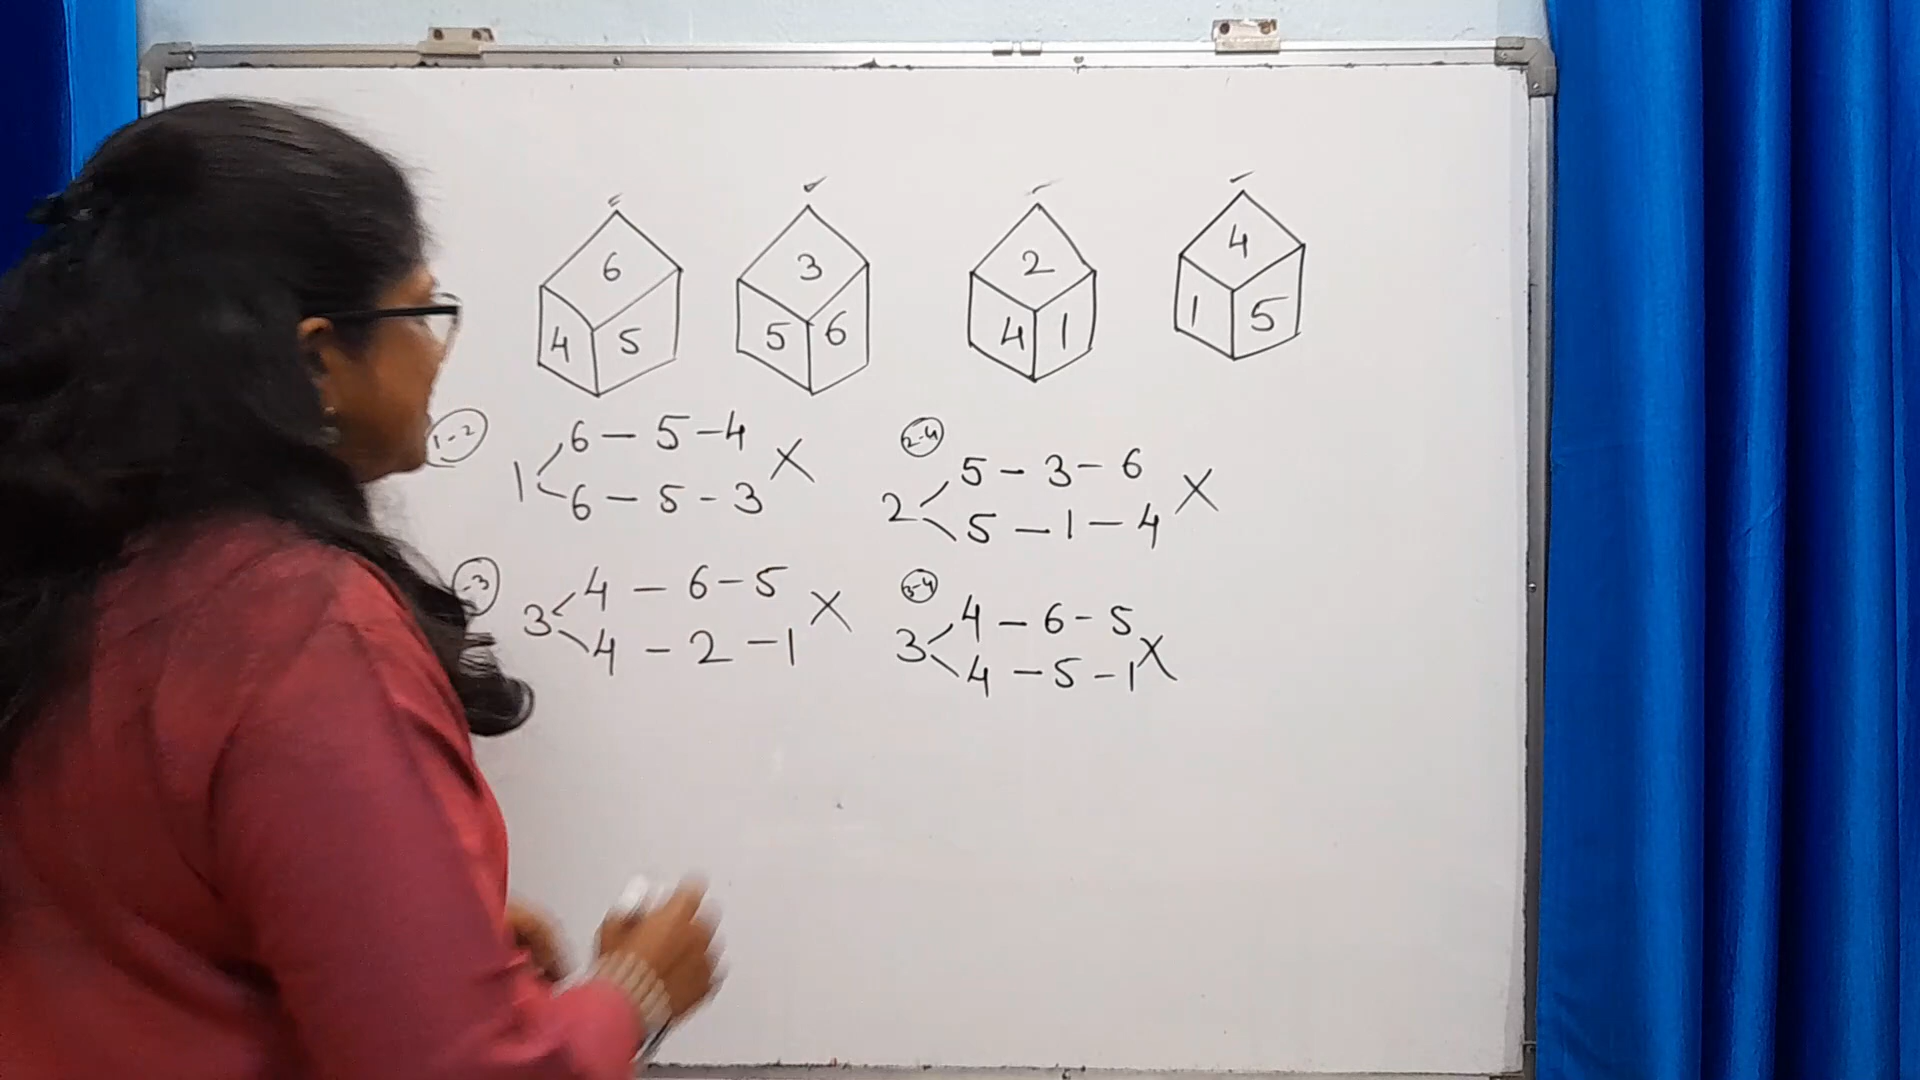 6
4 5
3
5 6
2
4 1
4
1 5
1-2
6 – 5 – 4
1 X
6 – 5 – 3
-3
4 – 6 – 5
3 X
4 – 2 – 1
2-4
5 – 3 – 6
2 X
5 – 1 – 4
3-4
4 – 6 – 5
3 X
4 – 5 – 1